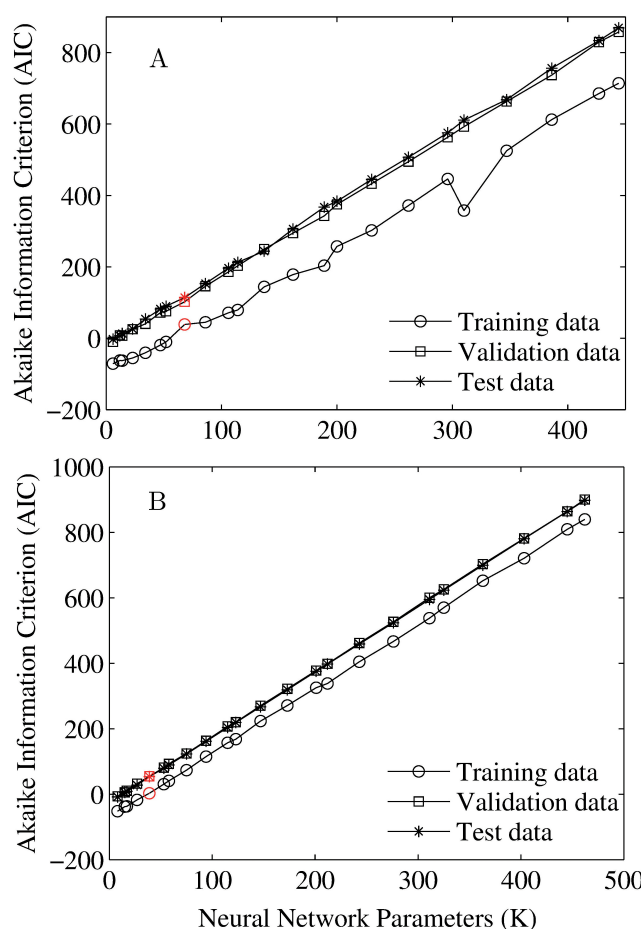 A
Akaike Information Criterion (AIC)
800
600
400
200
0
−200
0 100 200 300 400
Training data
Validation data
Test data
B
Akaike Information Criterion (AIC)
1000
800
600
400
200
0
−200
0 100 200 300 400 500
Training data
Validation data
Test data
Neural Network Parameters (K)